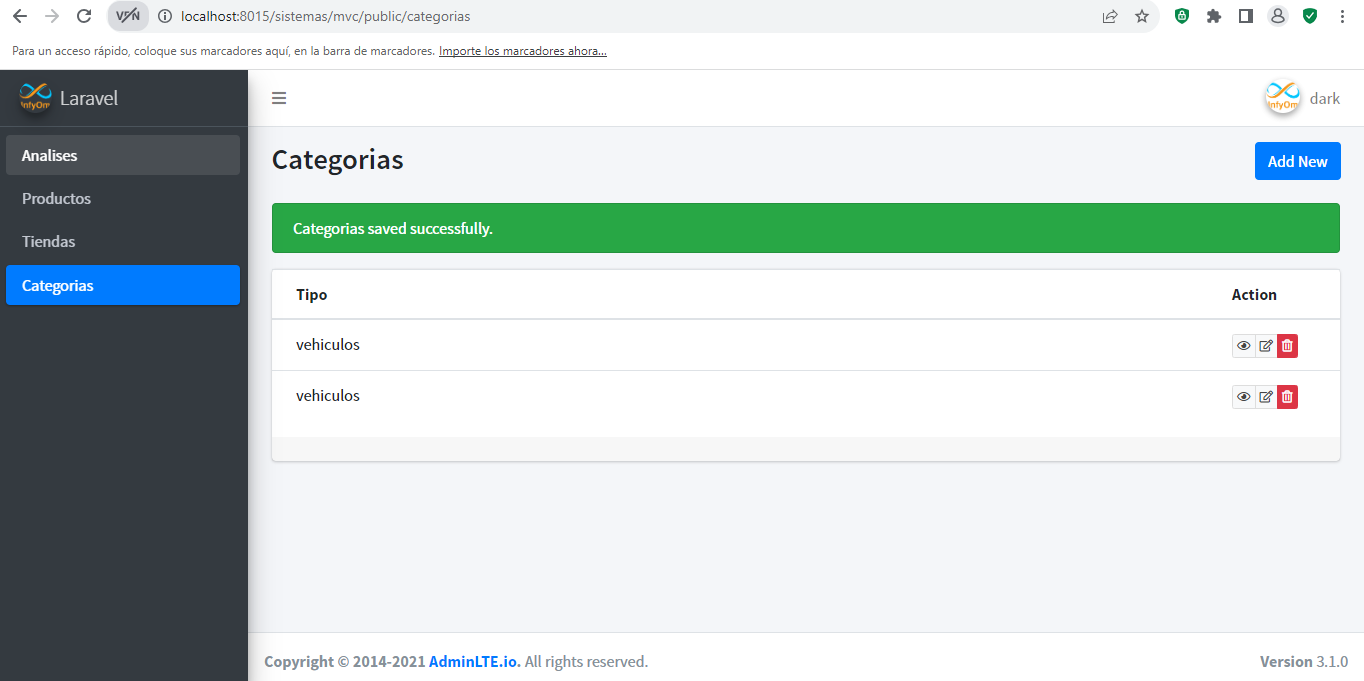 VPN
localhost:8015/sistemas/mvc/public/categorias
Para un acceso rápido, coloque sus marcadores aquí, en la barra de marcadores. Importe los marcadores ahora...
InfyOm Laravel
InfyOm dark
Analises
Productos
Tiendas
Categorias
Categorias
Add New
Categorias saved successfully.
Tipo Action
vehiculos
vehiculos
Copyright © 2014-2021 AdminLTE.io. All rights reserved.
Version 3.1.0